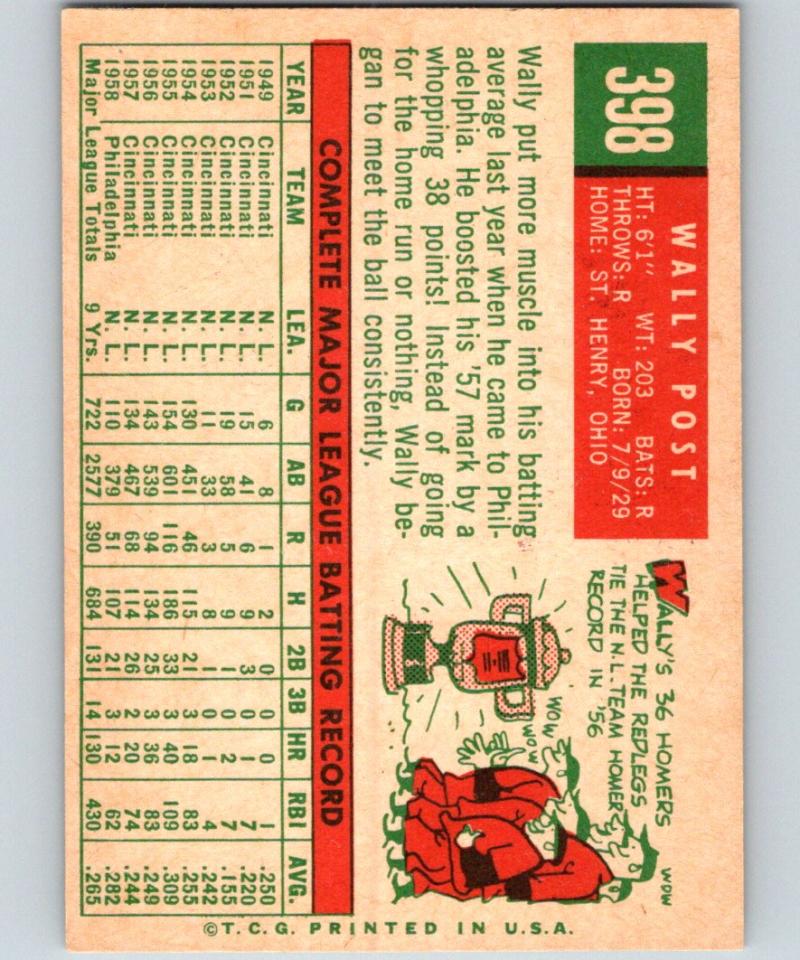 398
WALLY POST
HT: 6'1" WT: 203 BATS: R
THROWS: R BORN: 7/9/29
HOME: ST. HENRY, OHIO
Wally put more muscle into his batting
average last year when he came to Phil-
adelphia. He boosted his '57 mark by a
whopping 38 points! Instead of going
for the home run or nothing, Wally be-
gan to meet the ball consistently.
WALLY'S 36 HOMERS
HELPED THE REDLEGS
TIE THE N.L. TEAM HOMER
RECORD IN '56
WOW
WOW
WOW
COMPLETE MAJOR LEAGUE BATTING RECORD
YEAR TEAM LEA. G AB R H 2B 3B HR RBI AVG.
1949 Cincinnati N. L. 6 8 1 2 0 0 0 1 .250
1951 Cincinnati N. L. 15 41 6 9 3 0 1 7 .220
1952 Cincinnati N. L. 19 58 5 9 1 0 2 7 .155
1953 Cincinnati N. L. 11 33 3 8 1 0 1 4 .242
1954 Cincinnati N. L. 130 451 46 115 21 3 18 83 .255
1955 Cincinnati N. L. 154 601 116 186 33 3 40 109 .309
1956 Cincinnati N. L. 143 539 94 134 25 3 36 83 .249
1957 Cincinnati N. L. 134 467 68 114 26 2 20 74 .244
1958 Philadelphia N. L. 110 379 51 107 21 3 12 62 .282
Major League Totals 9 Yrs. 722 2577 390 684 131 14 130 430 .265
©T.C.G. PRINTED IN U.S.A.